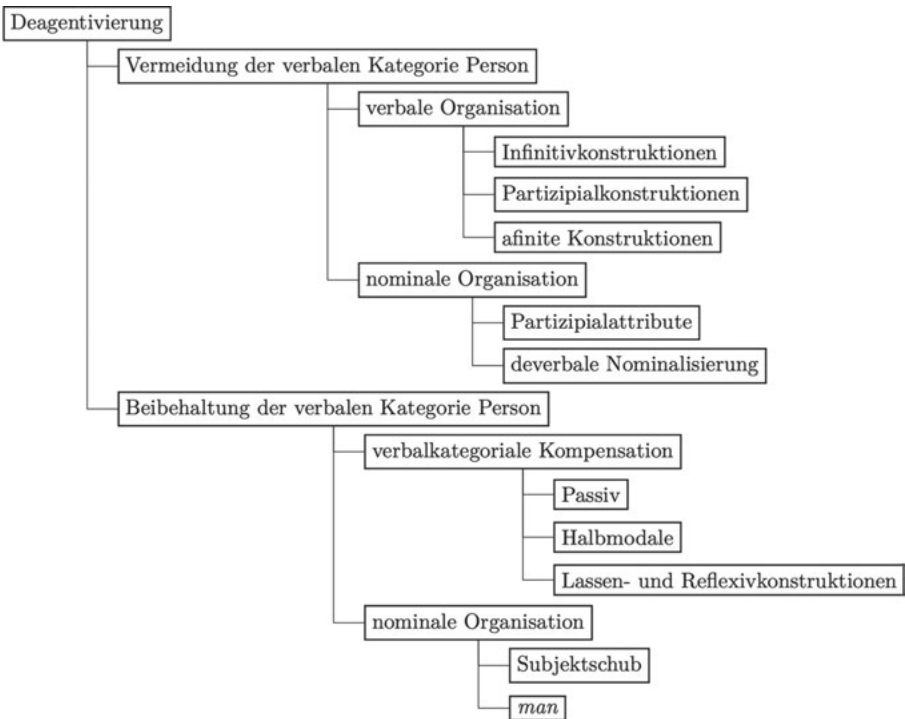 Deagentivierung
Vermeidung der verbalen Kategorie Person
verbale Organisation
Infinitivkonstruktionen
Partizipialkonstruktionen
afinite Konstruktionen
nominale Organisation
Partizipialattribute
deverbale Nominalisierung
Beibehaltung der verbalen Kategorie Person
verbalkategoriale Kompensation
Passiv
Halbmodale
Lassen- und Reflexivkonstruktionen
nominale Organisation
Subjektschub
man